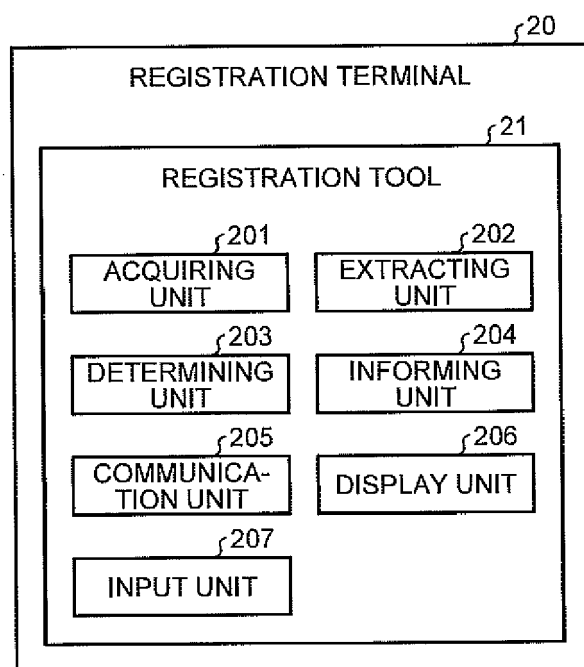 20
REGISTRATION TERMINAL
21
REGISTRATION TOOL
201
ACQUIRING
UNIT
202
EXTRACTING
UNIT
203
DETERMINING
UNIT
204
INFORMING
UNIT
205
COMMUNICA-
TION UNIT
206
DISPLAY UNIT
207
INPUT UNIT